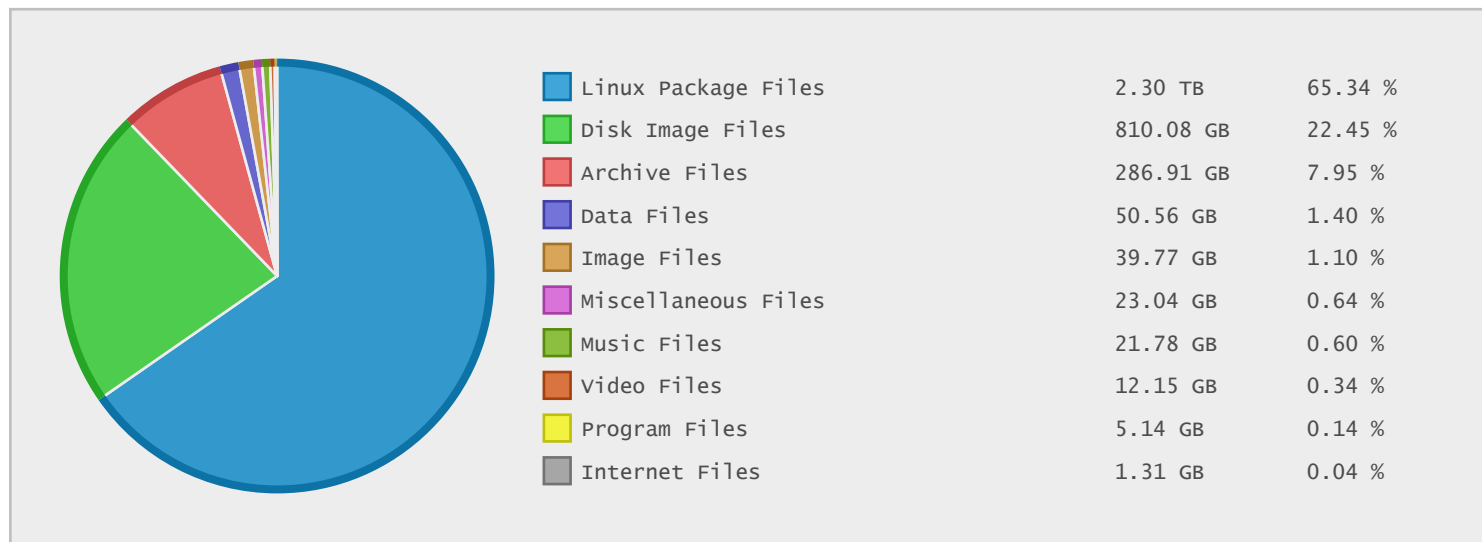 Linux Package Files 2.30 TB 65.34 %
Disk Image Files 810.08 GB 22.45 %
Archive Files 286.91 GB 7.95 %
Data Files 50.56 GB 1.40 %
Image Files 39.77 GB 1.10 %
Miscellaneous Files 23.04 GB 0.64 %
Music Files 21.78 GB 0.60 %
Video Files 12.15 GB 0.34 %
Program Files 5.14 GB 0.14 %
Internet Files 1.31 GB 0.04 %